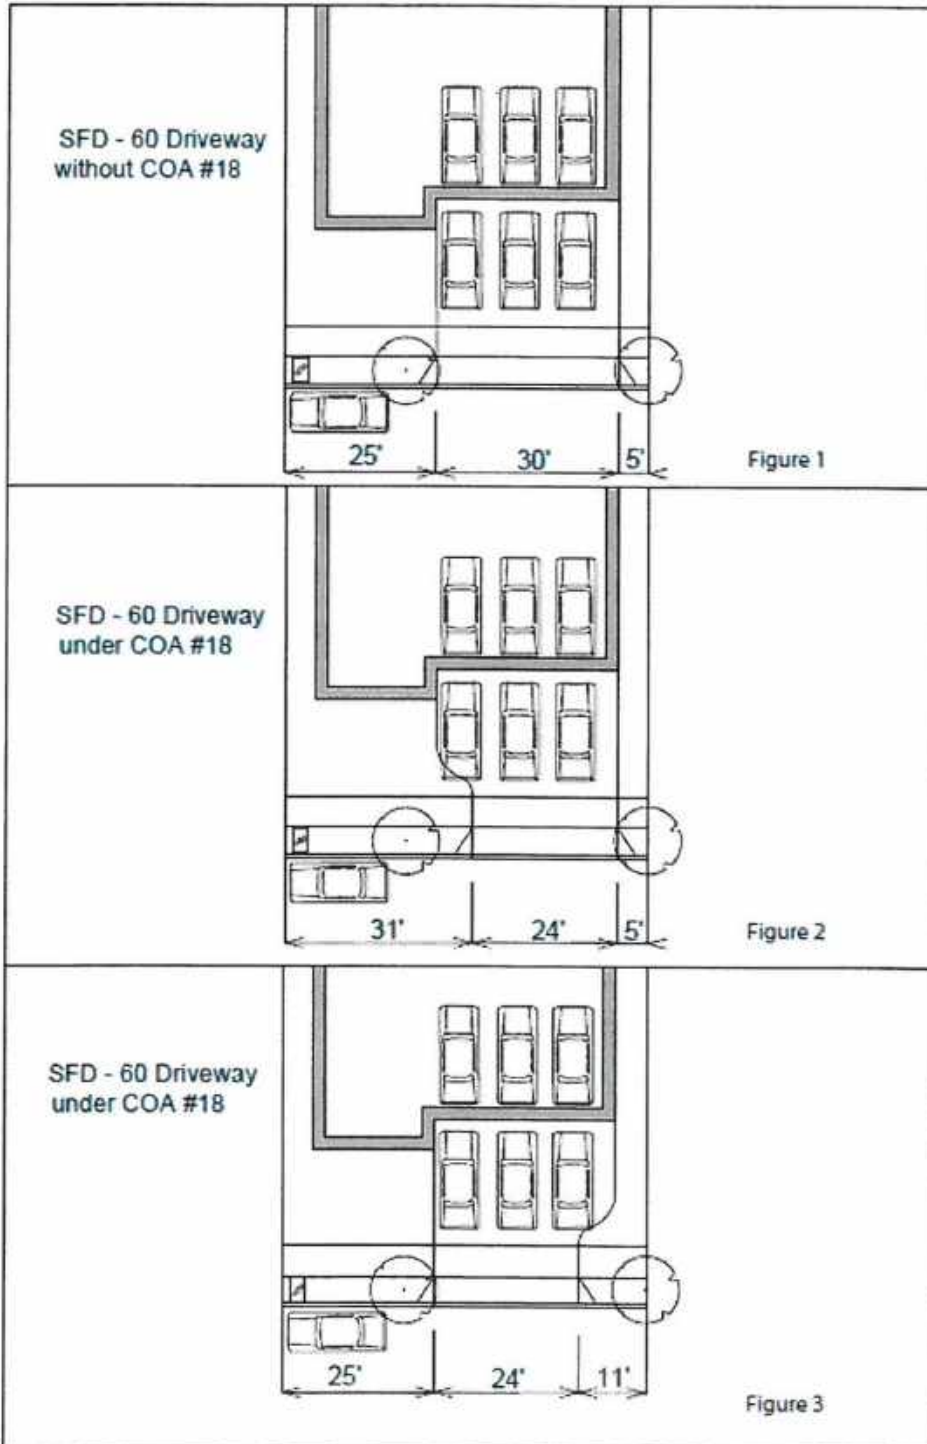 SFD - 60 Driveway
without COA #18
25'
30'
5'
Figure 1
SFD - 60 Driveway
under COA #18
31'
24'
5'
Figure 2
SFD - 60 Driveway
under COA #18
25'
24'
11'
Figure 3